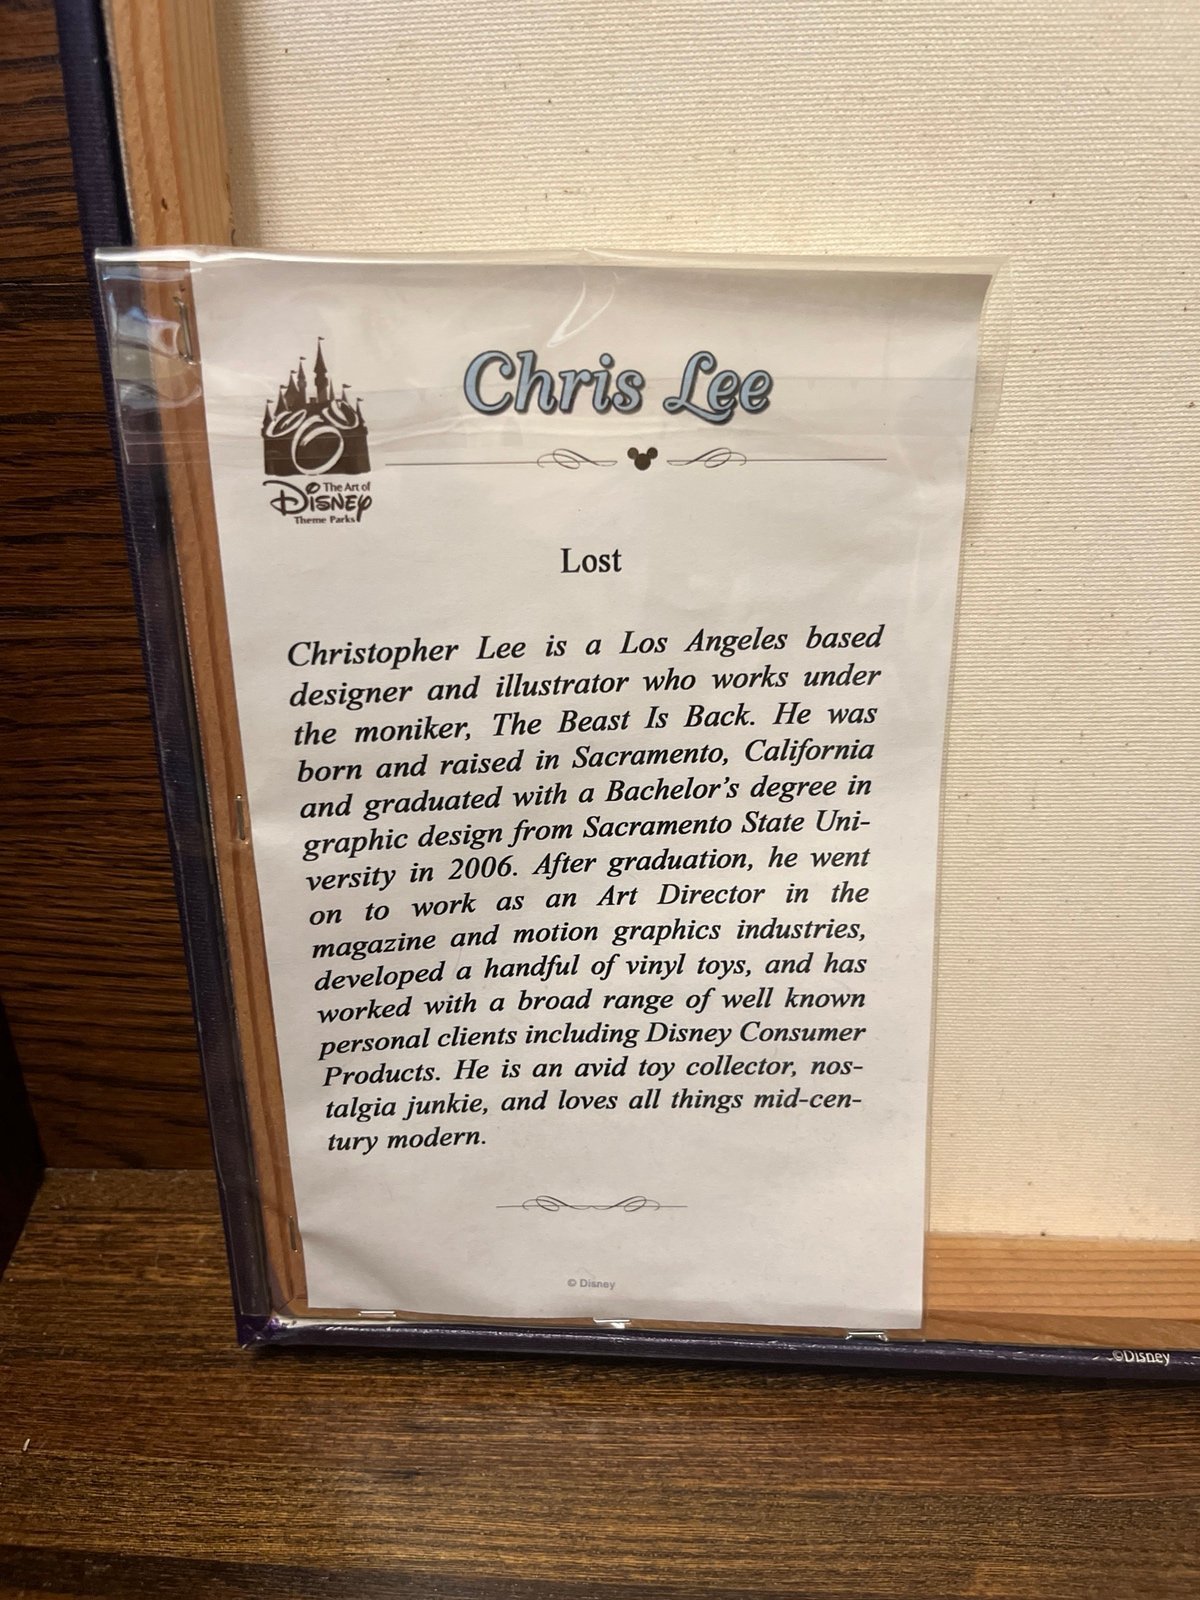 Chris Lee
The Art of
Disney
Theme Parks
Lost
Christopher Lee is a Los Angeles based
designer and illustrator who works under
the moniker, The Beast Is Back. He was
born and raised in Sacramento, California
and graduated with a Bachelor's degree in
graphic design from Sacramento State Uni-
versity in 2006. After graduation, he went
on to work as an Art Director in the
magazine and motion graphics industries,
developed a handful of vinyl toys, and has
worked with a broad range of well known
personal clients including Disney Consumer
Products. He is an avid toy collector, nos-
talgia junkie, and loves all things mid-cen-
tury modern.
© Disney
©Disney